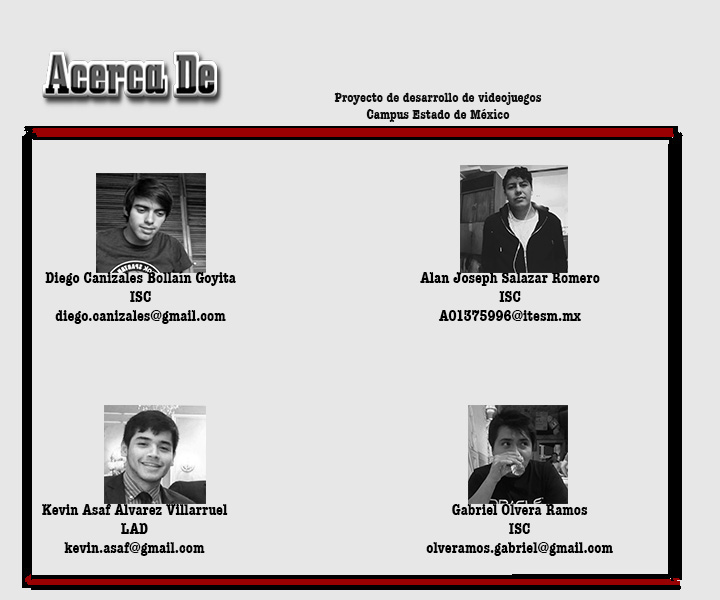 Acerca De
Proyecto de desarrollo de videojuegos
Campus Estado de México
Diego Canizales Bollain Goyita
ISC
diego.canizales@gmail.com
Alan Joseph Salazar Romero
ISC
A01375996@itesm.mx
Kevin Asaf Alvarez Villarruel
LAD
kevin.asaf@gmail.com
Gabriel Olvera Ramos
ISC
olveramos.gabriel@gmail.com